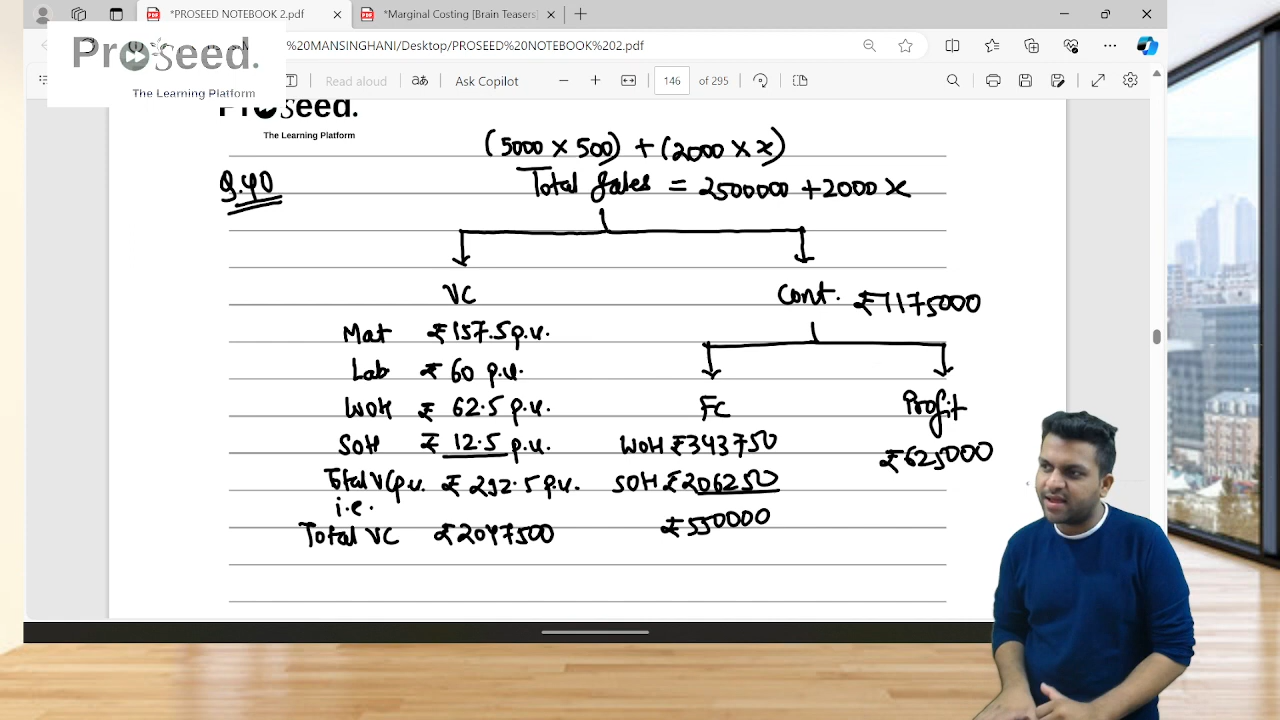 *PROSEED NOTEBOOK 2.pdf
*Marginal Costing [Brain Teasers]
%20MANSINGHANI/Desktop/PROSEED%20NOTEBOOK%202.pdf
Proseed.
The Learning Platform
Read aloud
Ask Copilot
146 of 295
The Learning Platform
(5000 × 500) + (2000 × x)
Q.40
Total Sales = 2500000 + 2000 x
VC
Cont. ₹1175000
Mat ₹157.5 p.u.
Lab ₹ 60 p.u.
WOH ₹ 62.5 p.u.
FC
Profit
SOH ₹ 12.5 p.u.
WOH ₹343750
₹625000
Total VC p.u. ₹ 292.5 p.u.
SOH ₹206250
i.e.
₹550000
Total VC ₹2047500